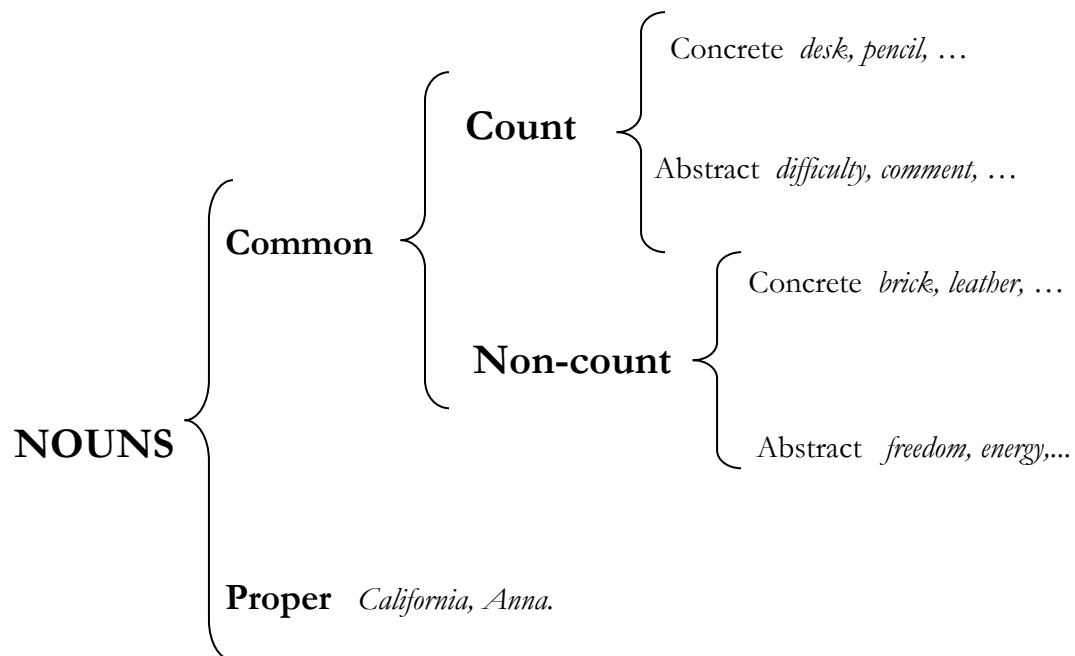 Concrete desk, pencil, …
Count
Abstract difficulty, comment, …
Common
Concrete brick, leather, …
Non-count
NOUNS
Abstract freedom, energy,...
Proper California, Anna.